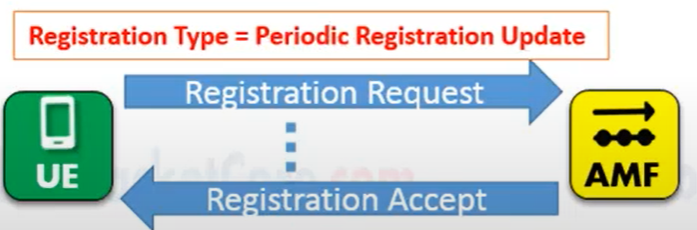 Registration Type = Periodic Registration Update
Registration Request
UE
AMF
Registration Accept